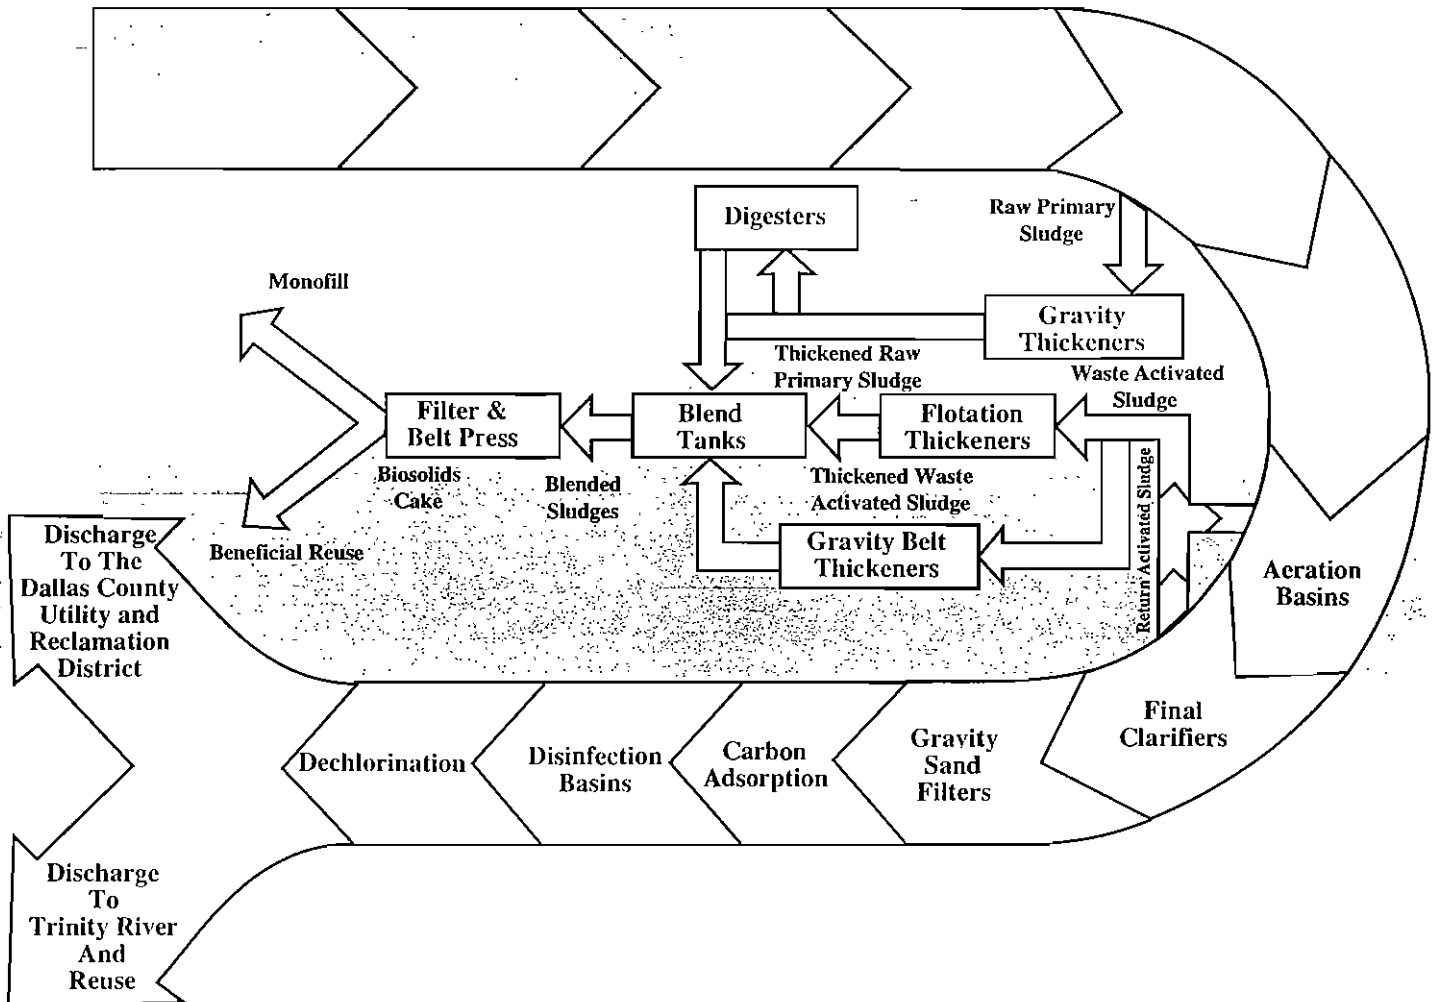 Digesters
Raw Primary
Sludge
Monofill
Gravity
Thickeners
Thickened Raw
Primary Sludge
Waste Activated
Sludge
Filter &
Belt Press
Blend
Tanks
Flotation
Thickeners
Biosolids
Cake
Blended
Sludges
Thickened Waste
Activated Sludge
Return Activated Sludge
Beneficial Reuse
Gravity Belt
Thickeners
Discharge
To The
Dallas County
Utility and
Reclamation
District
Aeration
Basins
Final
Clarifiers
Gravity
Sand
Filters
Carbon
Adsorption
Disinfection
Basins
Dechlorination
Discharge
To
Trinity River
And
Reuse